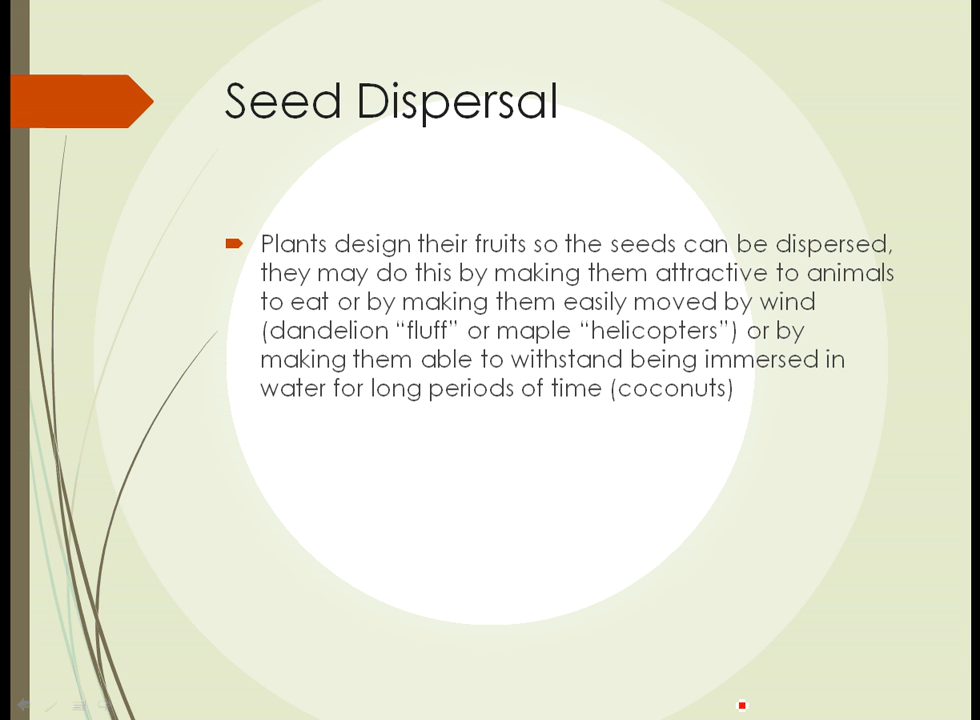 Seed Dispersal
Plants design their fruits so the seeds can be dispersed,
they may do this by making them attractive to animals
to eat or by making them easily moved by wind
(dandelion “fluff” or maple “helicopters”) or by
making them able to withstand being immersed in
water for long periods of time (coconuts)